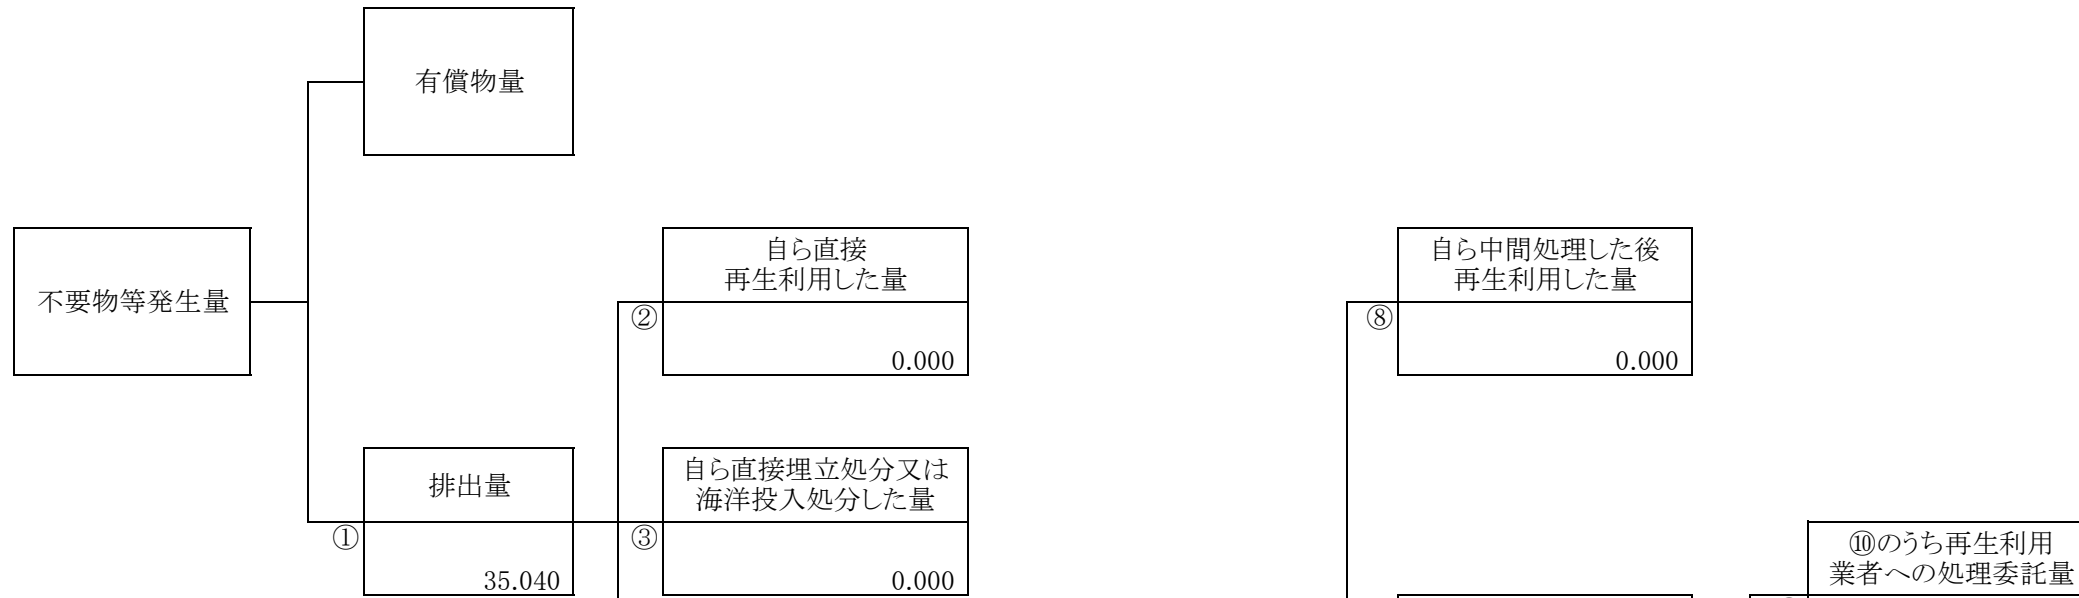 有償物量
不要物等発生量
自ら直接
再生利用した量
②
0.000
自ら中間処理した後
再生利用した量
⑧
0.000
排出量
①
35.040
自ら直接埋立処分又は
海洋投入処分した量
③
0.000
⑩のうち再生利用
業者への処理委託量